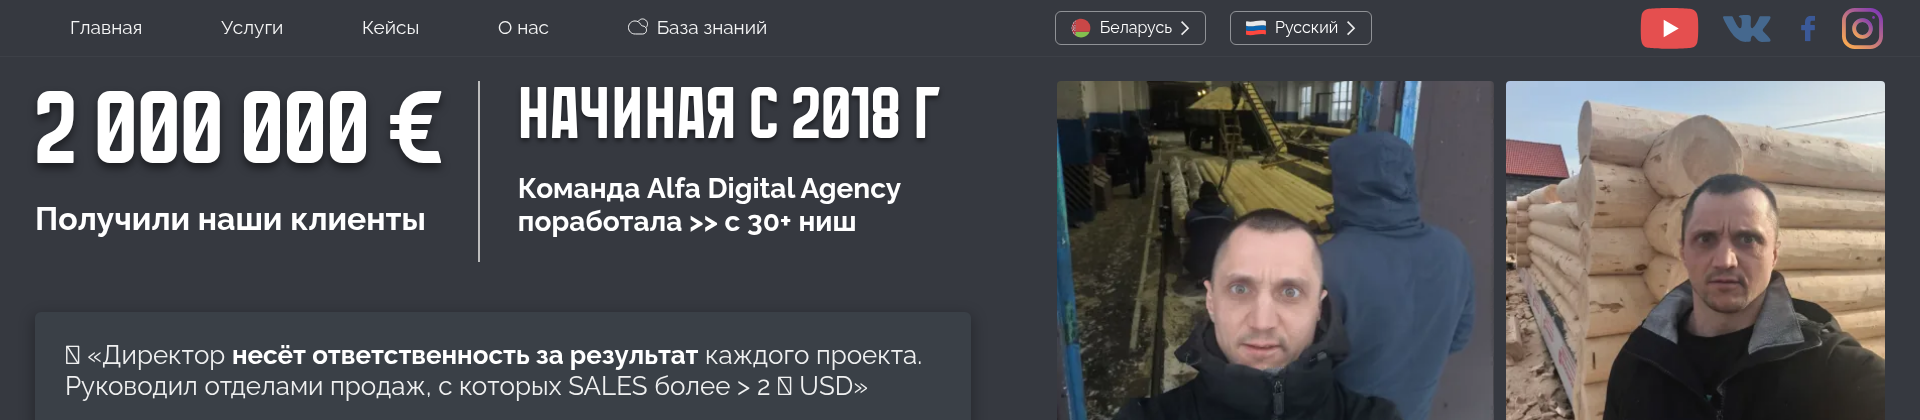 Главная
Услуги
Кейсы
О нас
База знаний
Беларусь
Русский
2 000 000 €
Получили наши клиенты
НАЧИНАЯ С 2018 Г
Команда Alfa Digital Agency
поработала >> с 30+ ниш
«Директор несёт ответственность за результат каждого проекта.
Руководил отделами продаж, с которых SALES более > 2 USD»